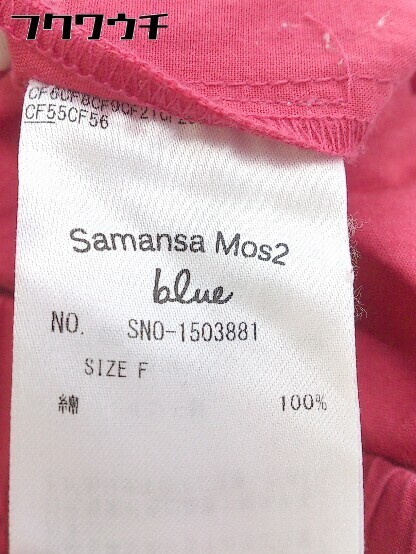 フクワウチ
CF55CF56
Samansa Mos2
blue
NO. SNO-1503881
SIZE F
綿 100%